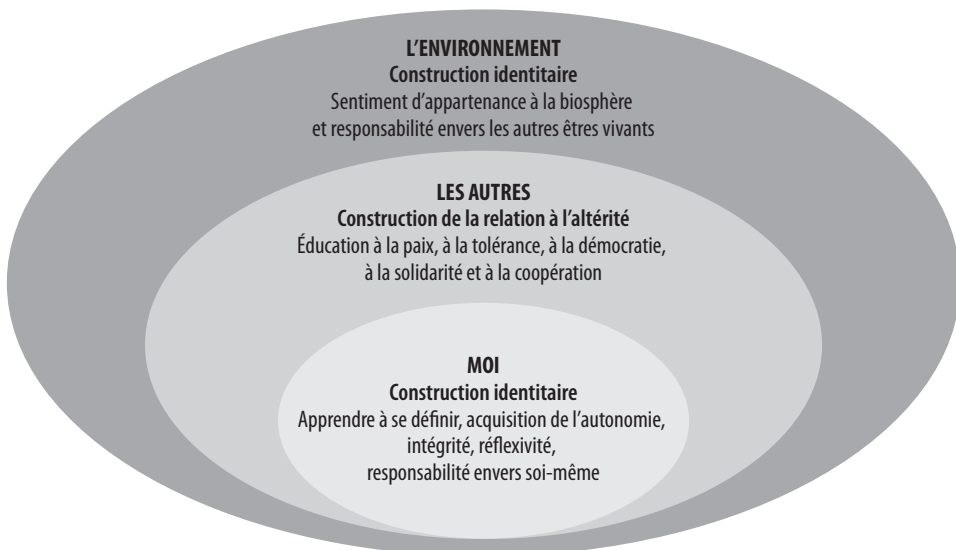 L'ENVIRONNEMENT
Construction identitaire
Sentiment d'appartenance à la biosphère
et responsabilité envers les autres êtres vivants
LES AUTRES
Construction de la relation à l'altérité
Éducation à la paix, à la tolérance, à la démocratie,
à la solidarité et à la coopération
MOI
Construction identitaire
Apprendre à se définir, acquisition de l'autonomie,
intégrité, réflexivité,
responsabilité envers soi-même